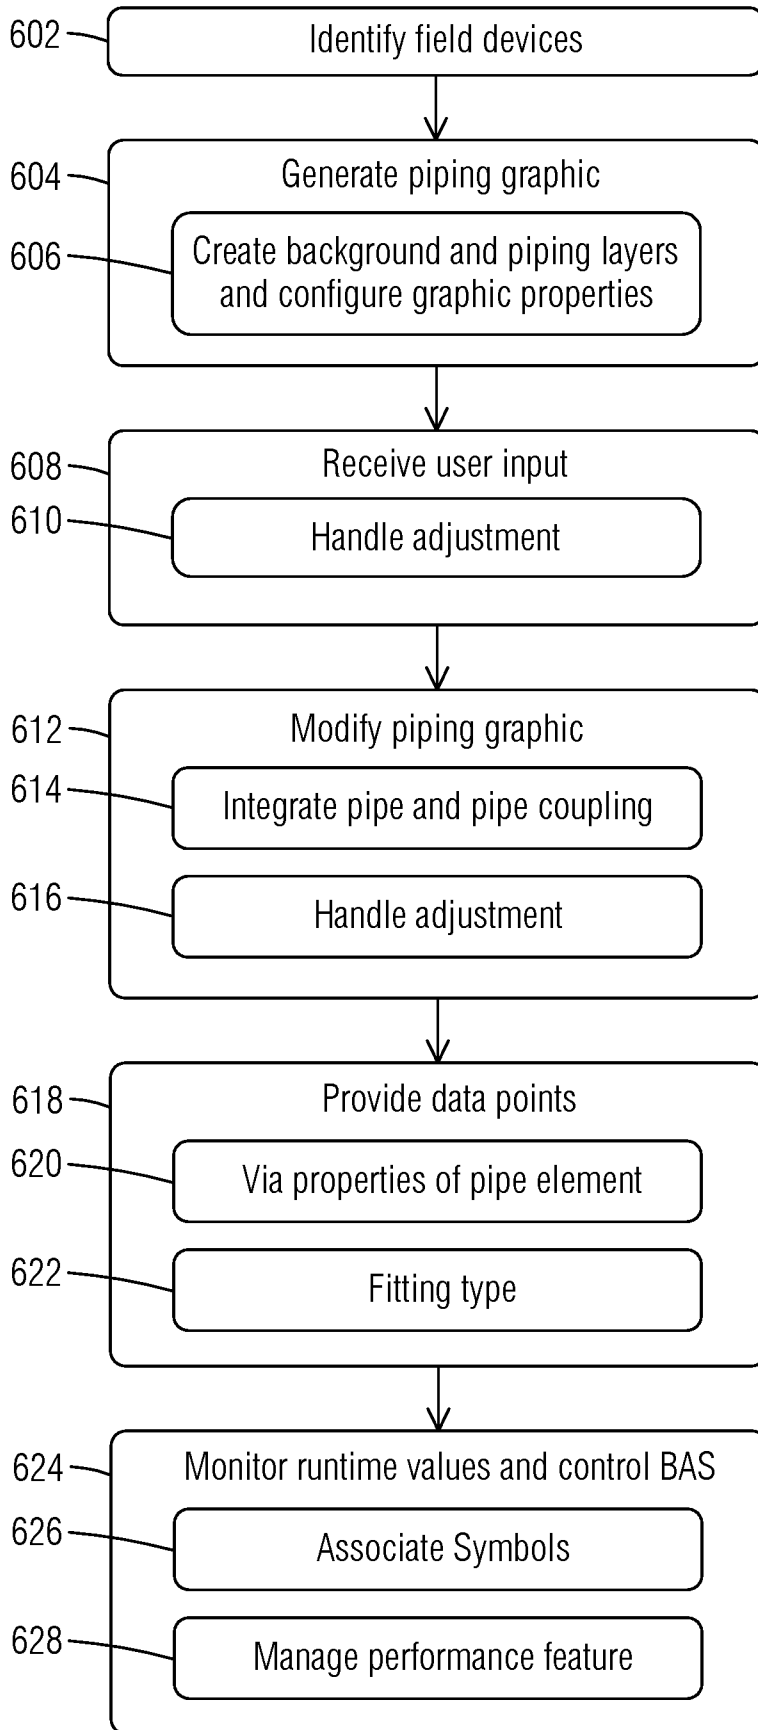 602
Identify field devices
604
Generate piping graphic
606
Create background and piping layers
and configure graphic properties
608
Receive user input
610
Handle adjustment
612
Modify piping graphic
614
Integrate pipe and pipe coupling
616
Handle adjustment
618
Provide data points
620
Via properties of pipe element
622
Fitting type
624
Monitor runtime values and control BAS
626
Associate Symbols
628
Manage performance feature